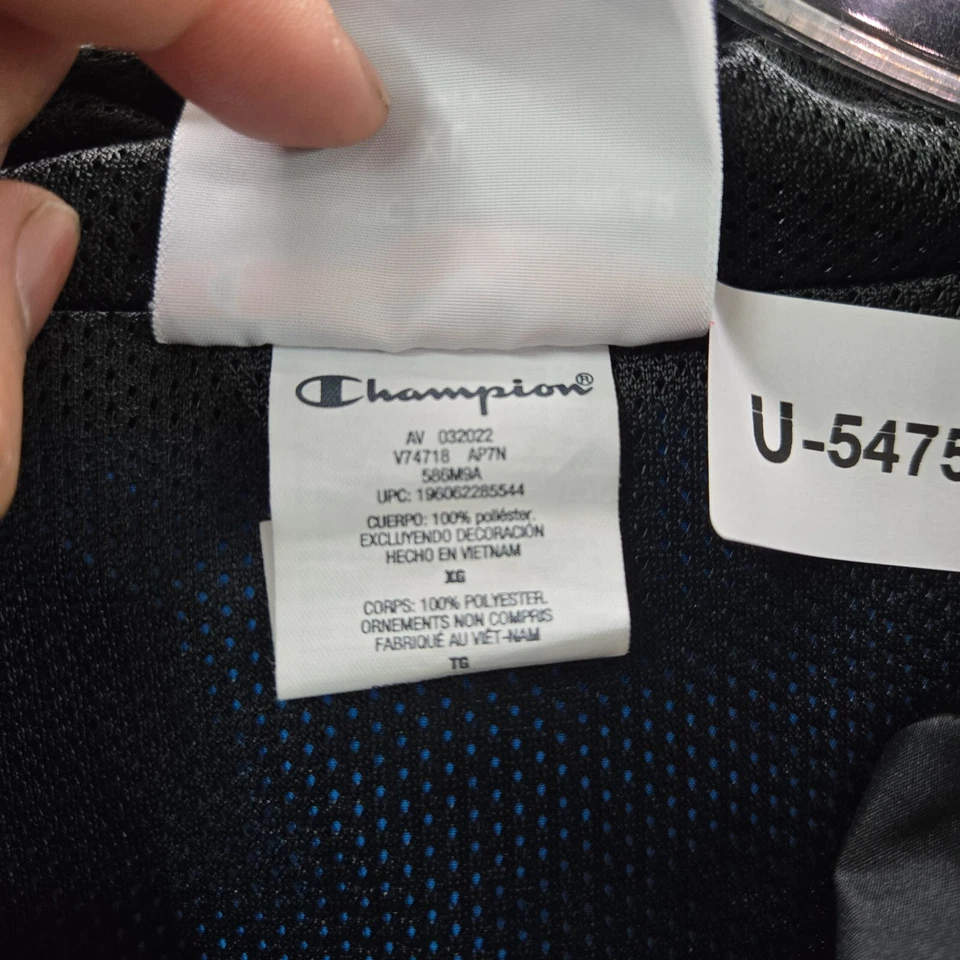 Champion®
AV 032022
V74718 AP7N
586M9A
UPC: 196062285544
CUERPO: 100% poliéster.
EXCLUYENDO DECORACIÓN
HECHO EN VIETNAM
XG
CORPS: 100% POLYESTER.
ORNEMENTS NON COMPRIS
FABRIQUÉ AU VIÊT-NAM
TG
U-5475